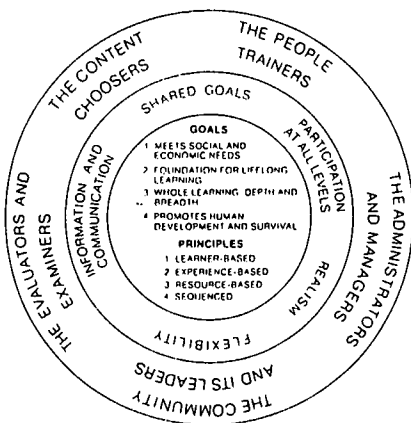 THE CONTENT
CHOOSERS
THE PEOPLE
TRAINERS
THE ADMINISTRATORS
AND MANAGERS
THE COMMUNITY
AND ITS LEADERS
THE EVALUATORS AND
EXAMINERS
SHARED GOALS
PARTICIPATION
AT ALL LEVELS
REALISM
FLEXIBILITY
INFORMATION AND
COMMUNICATION
GOALS
1 MEETS SOCIAL AND
ECONOMIC NEEDS
2 FOUNDATION FOR LIFELONG
LEARNING
3 WHOLE LEARNING DEPTH AND
BREADTH
4 PROMOTES HUMAN
DEVELOPMENT AND SURVIVAL
PRINCIPLES
1 LEARNER-BASED
2 EXPERIENCE-BASED
3 RESOURCE-BASED
4 SEQUENCED